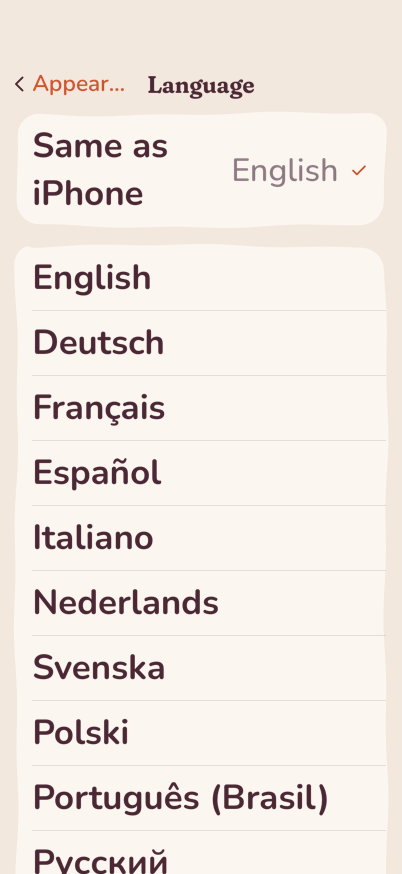 Appear... Language
Same as
iPhone
English
English
Deutsch
Français
Español
Italiano
Nederlands
Svenska
Polski
Português (Brasil)
Русский